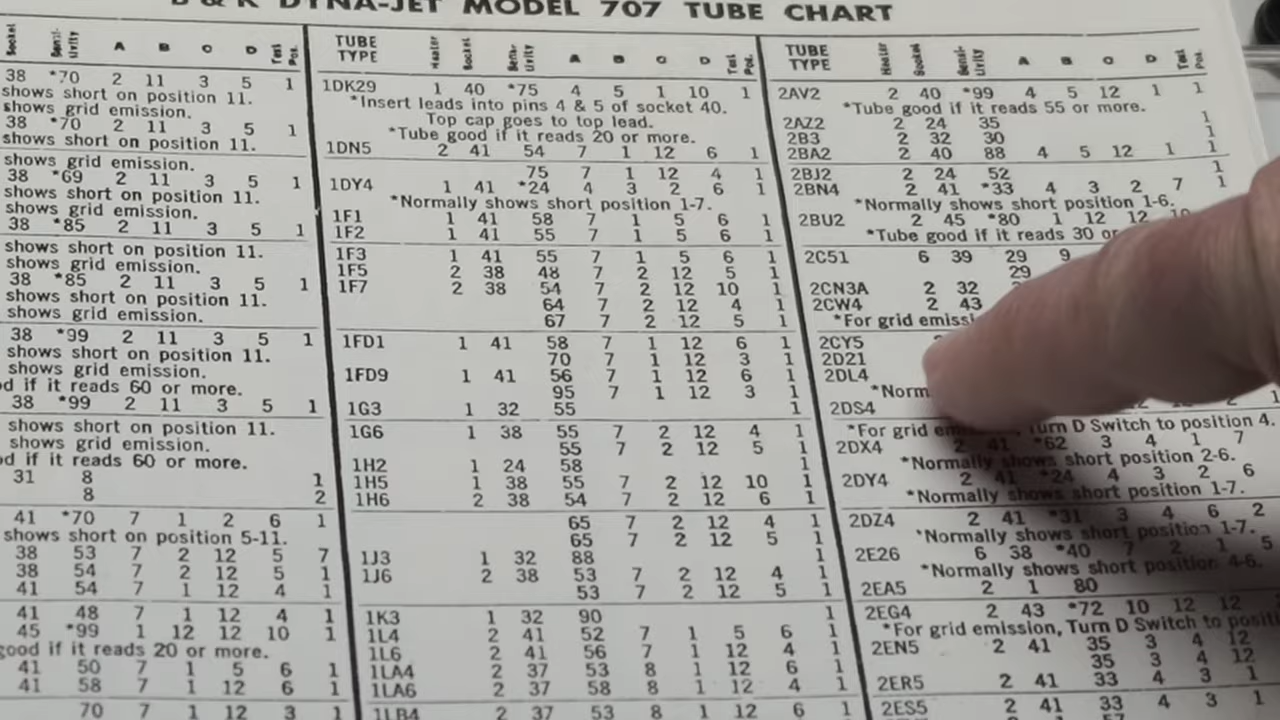 B & K DYNA-JET MODEL 707 TUBE CHART
Socket Sensitivity A B C D Test Pos.
38 *70 2 11 3 5 1
shows short on position 11.
shows grid emission.
38 *70 2 11 3 5 1
shows short on position 11.
shows grid emission.
38 *69 2 11 3 5 1
shows short on position 11.
shows grid emission.
38 *85 2 11 3 5 1
shows short on position 11.
shows grid emission.
38 *85 2 11 3 5 1
shows short on position 11.
shows grid emission.
38 *99 2 11 3 5 1
shows short on position 11.
shows grid emission.
d if it reads 60 or more.
38 *99 2 11 3 5 1
shows short on position 11.
shows grid emission.
d if it reads 60 or more.
31 8 1
8 2
41 *70 7 1 2 6 1
shows short on position 5-11.
38 53 7 2 12 5 7
38 54 7 2 12 5 1
41 54 7 1 12 4 1
41 48 7 1 12 4 1
45 *99 1 12 12 10 1
good if it reads 20 or more.
41 50 7 1 5 6 1
41 58 7 1 12 6 1
70 7 1 12 3 1
TUBE TYPE Heater Socket Sensitivity A B C D Test Pos.
1DK29 1 40 *75 4 5 1 10 1
*Insert leads into pins 4 & 5 of socket 40.
Top cap goes to top lead.
*Tube good if it reads 20 or more.
1DN5 2 41 54 7 1 12 6 1
75 7 1 12 4 1
1DY4 1 41 *24 4 3 2 6 1
*Normally shows short position 1-7.
1F1 1 41 58 7 1 5 6 1
1F2 1 41 55 7 1 5 6 1
1F3 1 41 55 7 1 5 6 1
1F5 2 38 48 7 2 12 5 1
1F7 2 38 54 7 2 12 10 1
64 7 2 12 4 1
67 7 2 12 5 1
1FD1 1 41 58 7 1 12 6 1
70 7 1 12 3 1
1FD9 1 41 56 7 1 12 6 1
95 7 1 12 3 1
1G3 1 32 55 1
1G6 1 38 55 7 2 12 4 1
55 7 2 12 5 1
1H2 1 24 58 1
1H5 1 38 55 7 2 12 10 1
1H6 2 38 54 7 2 12 6 1
65 7 2 12 4 1
65 7 2 12 5 1
1J3 1 32 88 1
1J6 2 38 53 7 2 12 4 1
53 7 2 12 5 1
1K3 1 32 90 1
1L4 2 41 52 7 1 5 6 1
1L6 2 41 56 7 1 12 4 1
1LA4 2 37 53 8 1 12 6 1
1LA6 2 37 58 8 1 12 4 1
1LB4 2 37 53 8 1 12 6 1
TUBE TYPE Heater Socket Sensitivity A B C D Test Pos.
2AV2 2 40 *99 4 5 12 1 1
*Tube good if it reads 55 or more.
2AZ2 2 24 35 1
2B3 2 32 30 1
2BA2 2 40 88 4 5 12 1 1
2BJ2 2 24 52 1
2BN4 2 41 *33 4 3 2 7 1
*Normally shows short position 1-6.
2BU2 2 45 *80 1 12 12 10
*Tube good if it reads 30 or
2C51 6 39 29 9
29
2CN3A 2 32
2CW4 2 43
*For grid emissi
2CY5
2D21
2DL4
*Norm
2DS4
*For grid em Turn D Switch to position 4.
2DX4 2 41 *62 3 4 1 7
*Normally shows short position 2-6.
2DY4 2 41 *24 4 3 2 6
*Normally shows short position 1-7.
2DZ4 2 41 *31 3 4 6 2
*Normally shows short position 1-7.
2E26 6 38 *40 7 2 1 5
*Normally shows short position 4-6.
2EA5 2 1 80
2EG4 2 43 *72 10 12 12
*For grid emission, Turn D Switch to positi
2EN5 2 41 35 3 4 12
35 3 4 12
2ER5 2 41 33 4 3 1
2ES5 2 41 33 4 3 1